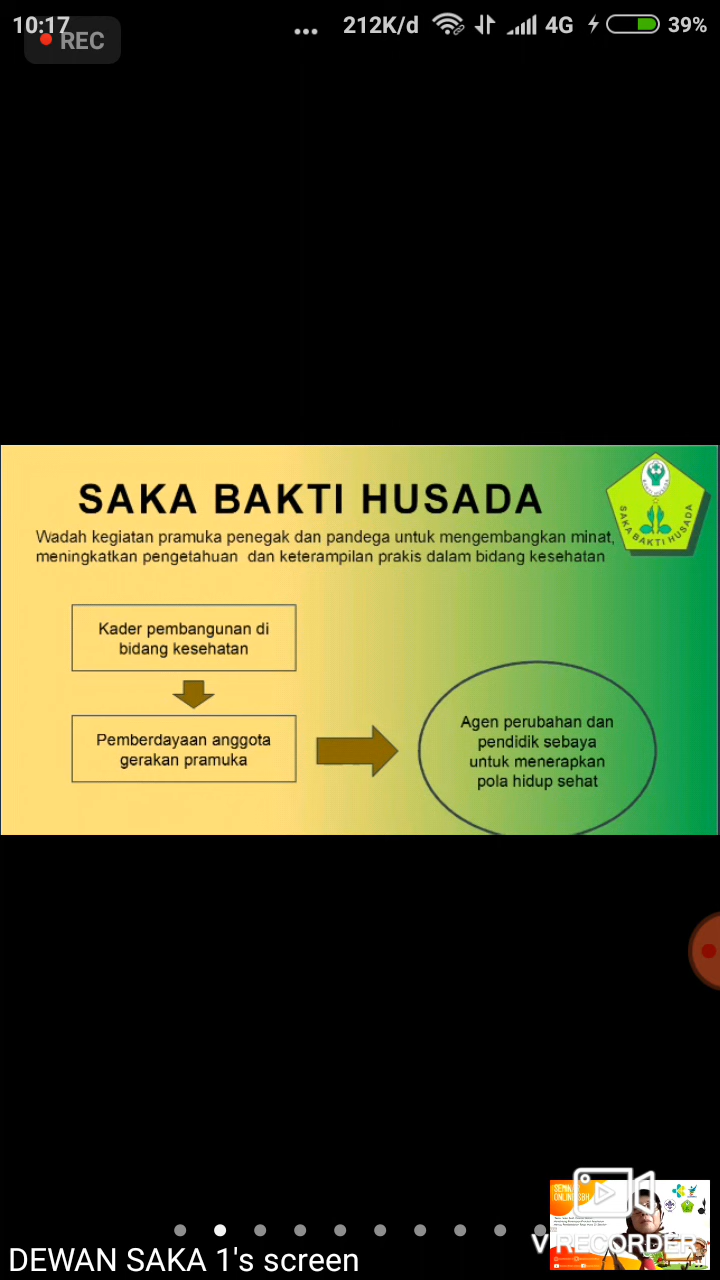 10:17
REC
... 212K/d 4G 39%
SAKA BAKTI HUSADA
Wadah kegiatan pramuka penegak dan pandega untuk mengembangkan minat,
meningkatkan pengetahuan dan keterampilan prakis dalam bidang kesehatan
SAKA BAKTI HUSADA
Kader pembangunan di
bidang kesehatan
Pemberdayaan anggota
gerakan pramuka
Agen perubahan dan
pendidik sebaya
untuk menerapkan
pola hidup sehat
V RECORDER
DEWAN SAKA 1's screen